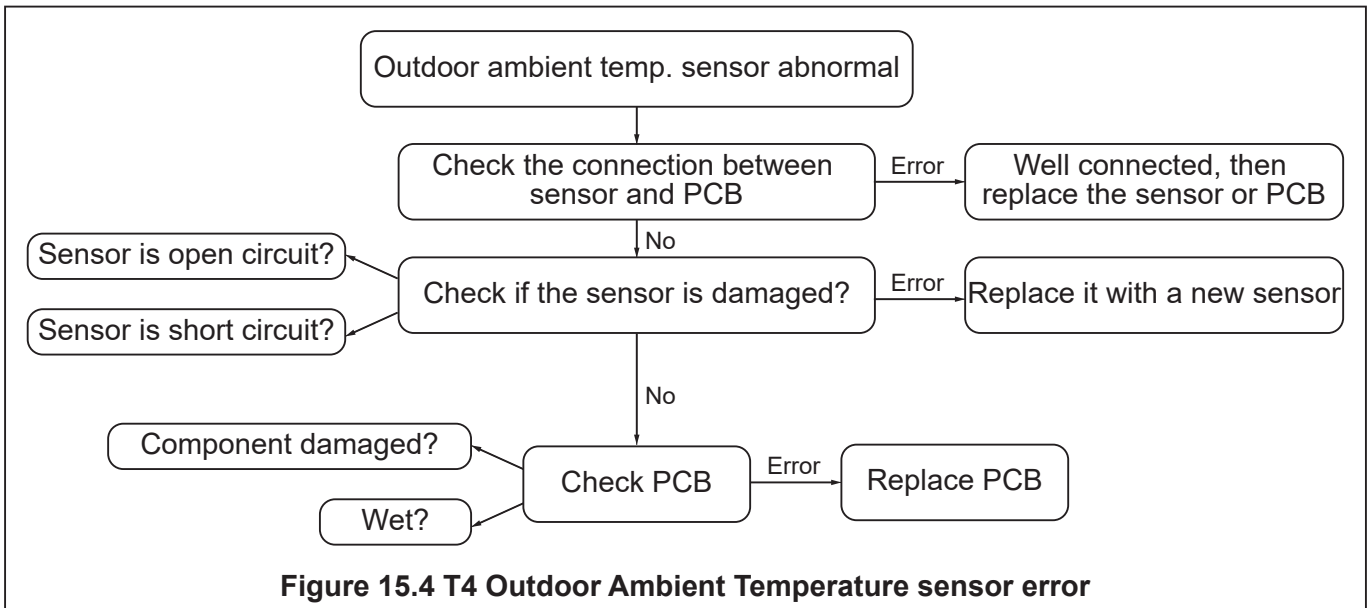 Outdoor ambient temp. sensor abnormal
Check the connection between
sensor and PCB
Error
Well connected, then
replace the sensor or PCB
No
Sensor is open circuit?
Sensor is short circuit?
Check if the sensor is damaged?
Error
Replace it with a new sensor
No
Component damaged?
Wet?
Check PCB
Error
Replace PCB
Figure 15.4 T4 Outdoor Ambient Temperature sensor error